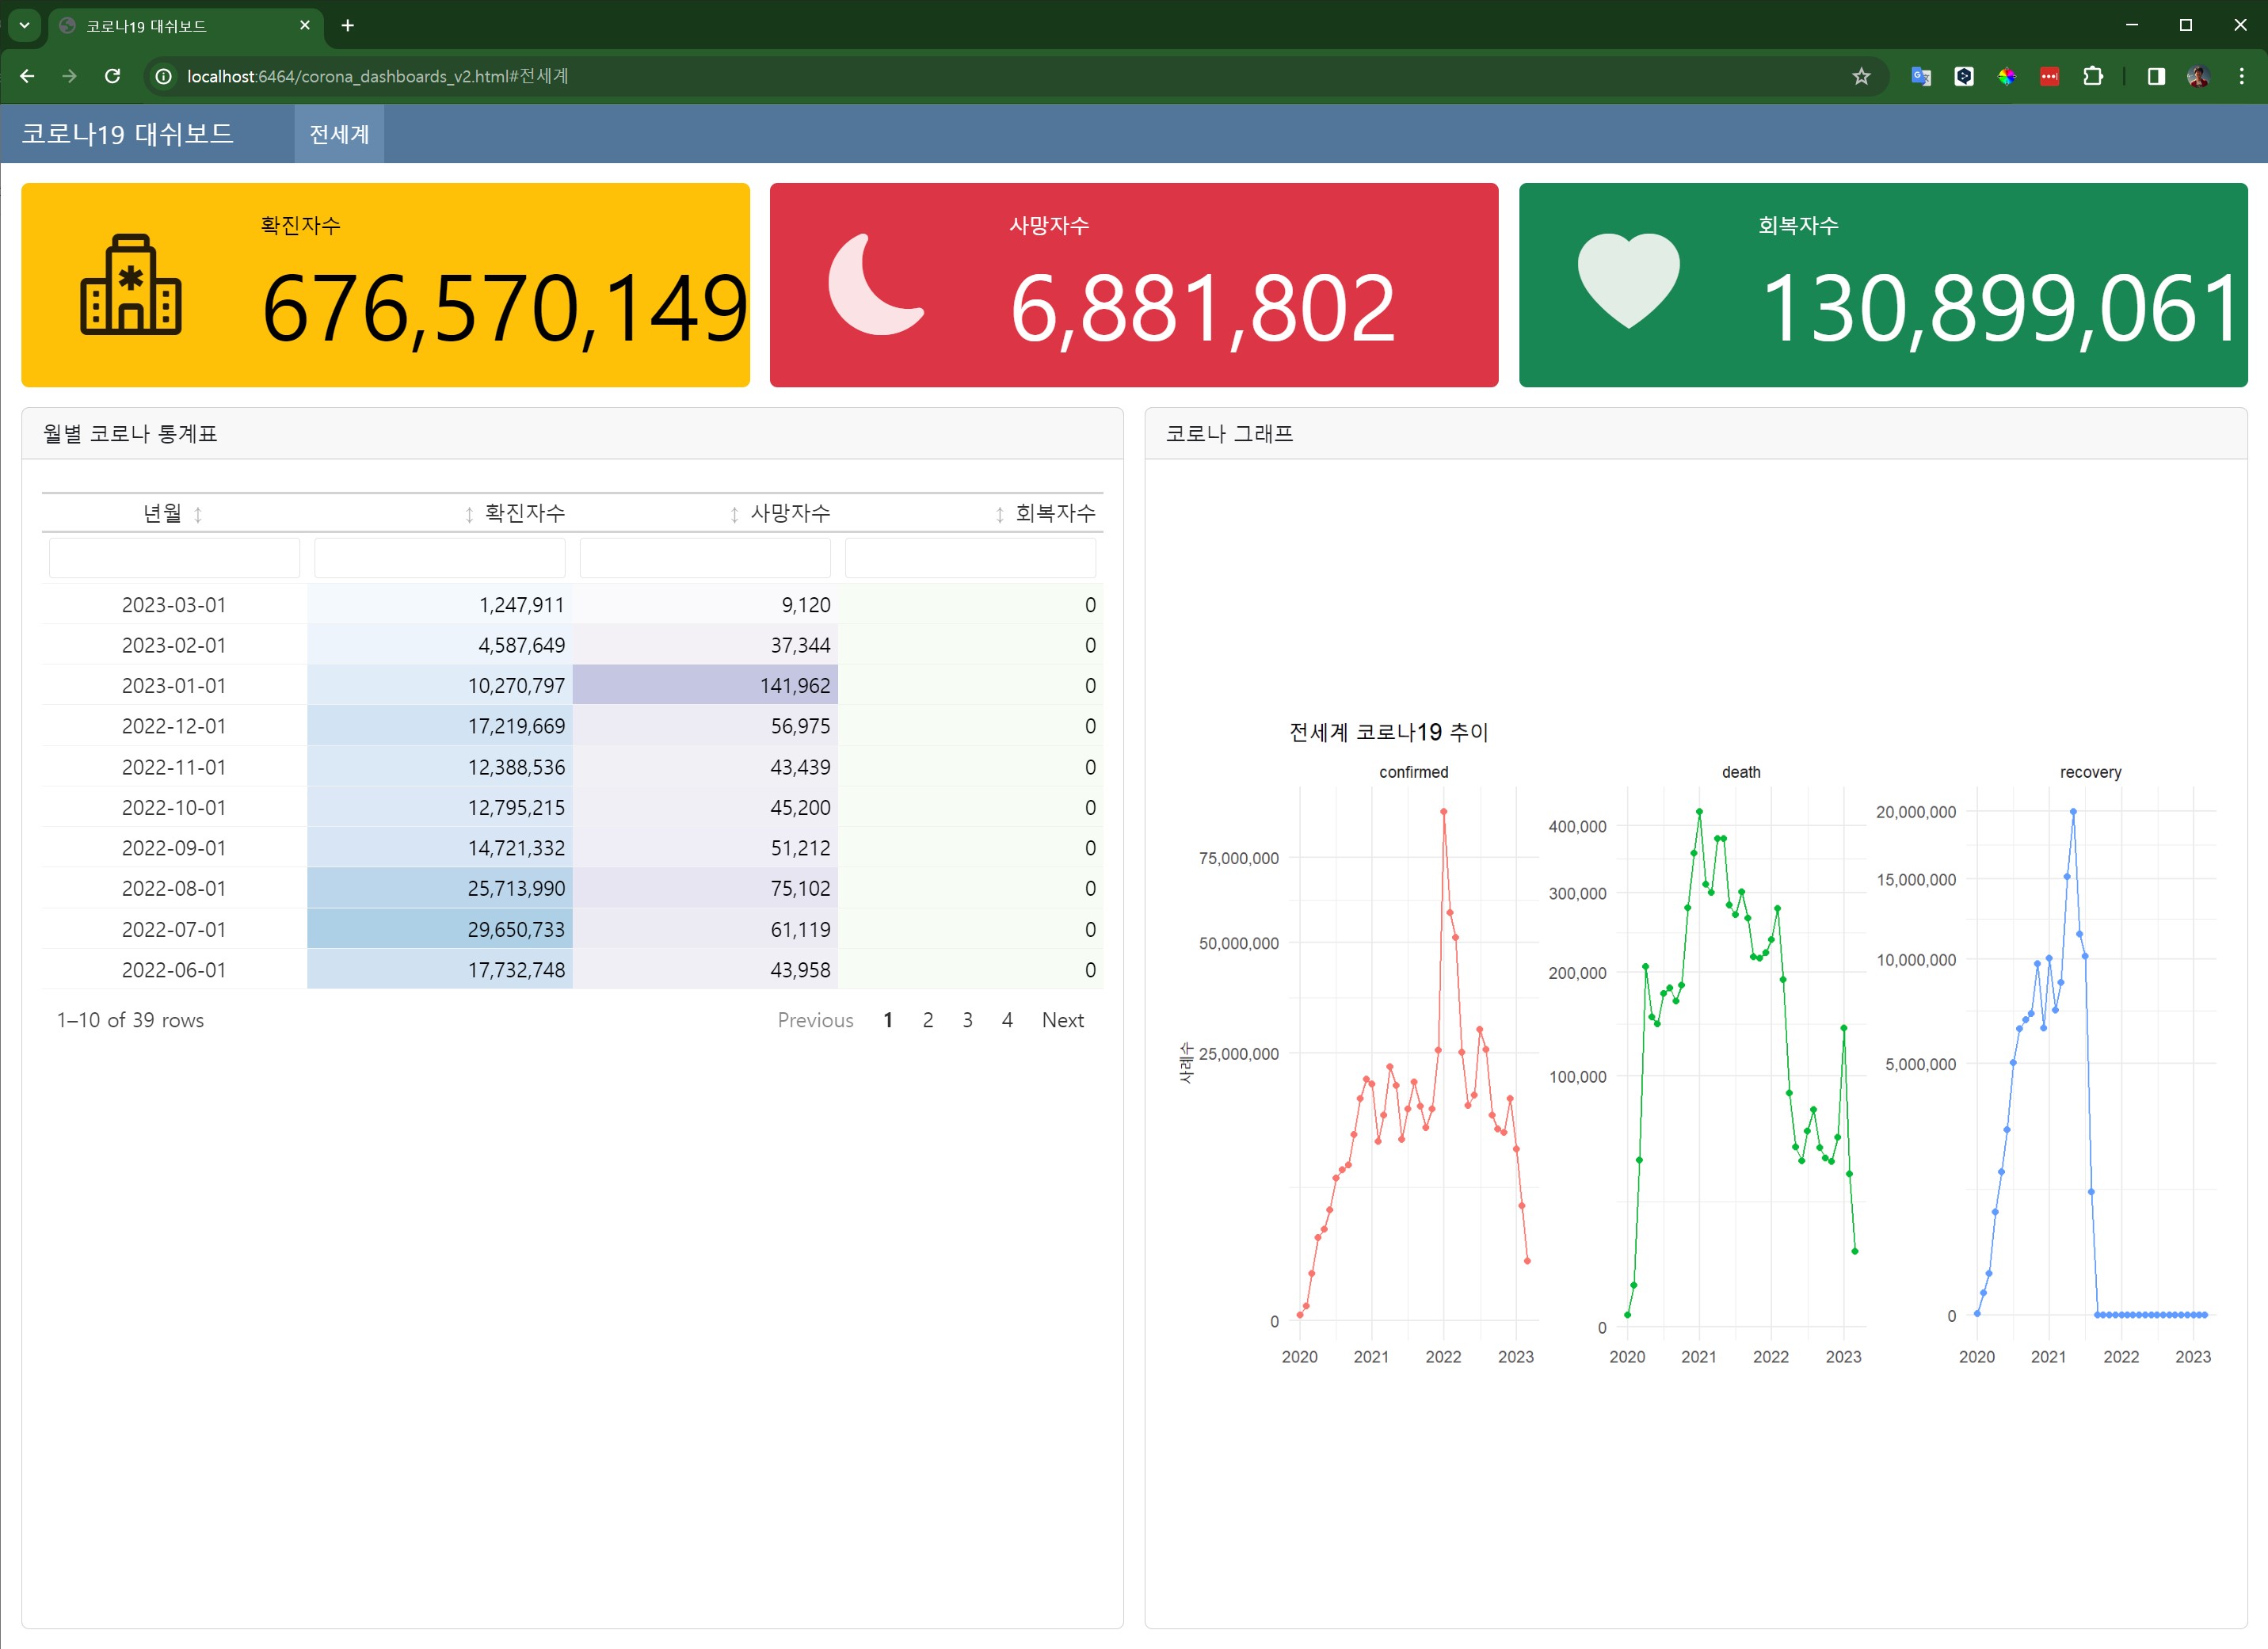 코로나19 대쉬보드
localhost:6464/corona_dashboards_v2.html#전세계
코로나19 대쉬보드 전세계
확진자수
676,570,149
사망자수
6,881,802
회복자수
130,899,061
월별 코로나 통계표
년월 확진자수 사망자수 회복자수
2023-03-01 1,247,911 9,120 0
2023-02-01 4,587,649 37,344 0
2023-01-01 10,270,797 141,962 0
2022-12-01 17,219,669 56,975 0
2022-11-01 12,388,536 43,439 0
2022-10-01 12,795,215 45,200 0
2022-09-01 14,721,332 51,212 0
2022-08-01 25,713,990 75,102 0
2022-07-01 29,650,733 61,119 0
2022-06-01 17,732,748 43,958 0
1–10 of 39 rows Previous 1 2 3 4 Next
코로나 그래프
전세계 코로나19 추이
사례수
confirmed
75,000,000
50,000,000
25,000,000
0
2020 2021 2022 2023
death
400,000
300,000
200,000
100,000
0
2020 2021 2022 2023
recovery
20,000,000
15,000,000
10,000,000
5,000,000
0
2020 2021 2022 2023